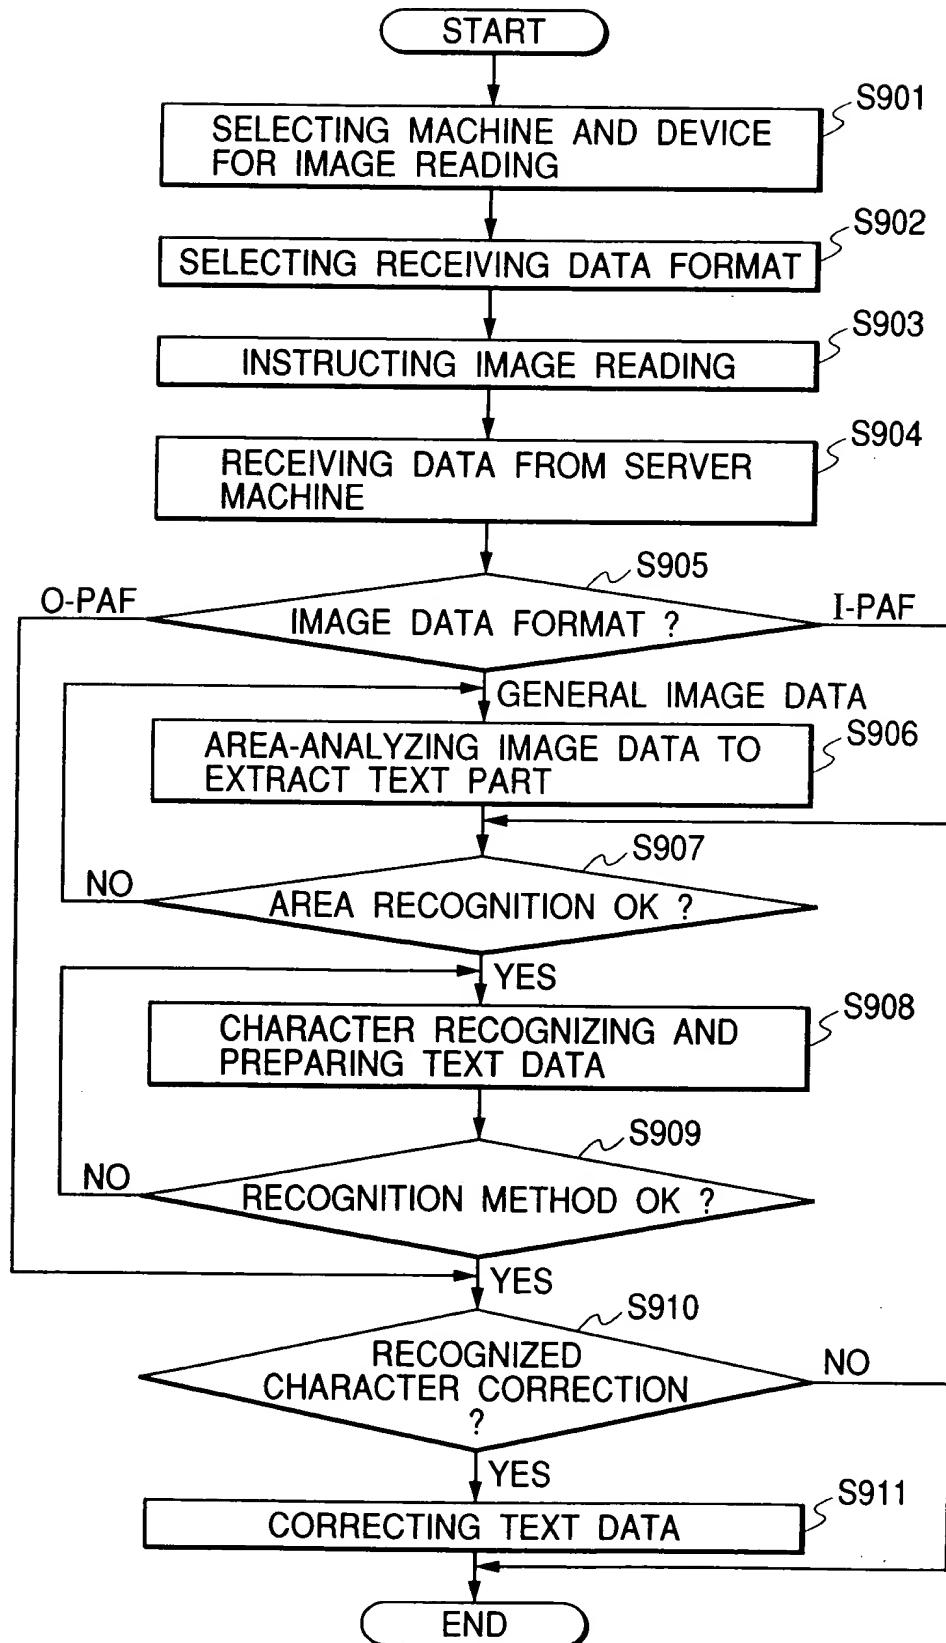 START
S901
SELECTING MACHINE AND DEVICE
FOR IMAGE READING
S902
SELECTING RECEIVING DATA FORMAT
S903
INSTRUCTING IMAGE READING
S904
RECEIVING DATA FROM SERVER
MACHINE
S905
O-PAF
IMAGE DATA FORMAT ?
I-PAF
GENERAL IMAGE DATA
S906
AREA-ANALYZING IMAGE DATA TO
EXTRACT TEXT PART
S907
NO
AREA RECOGNITION OK ?
YES
S908
CHARACTER RECOGNIZING AND
PREPARING TEXT DATA
S909
NO
RECOGNITION METHOD OK ?
YES
S910
RECOGNIZED
CHARACTER CORRECTION
?
NO
YES
S911
CORRECTING TEXT DATA
END